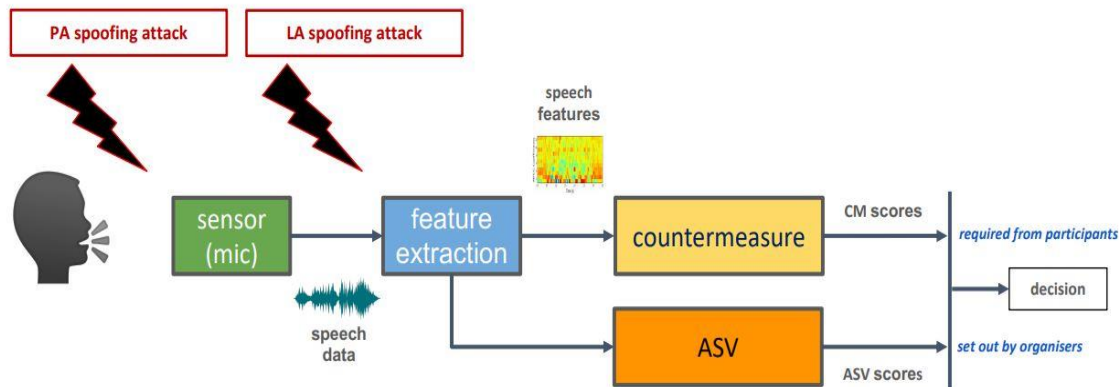 PA spoofing attack
LA spoofing attack
speech
features
sensor
(mic)
feature
extraction
countermeasure
CM scores
required from participants
decision
speech
data
ASV
set out by organisers
ASV scores